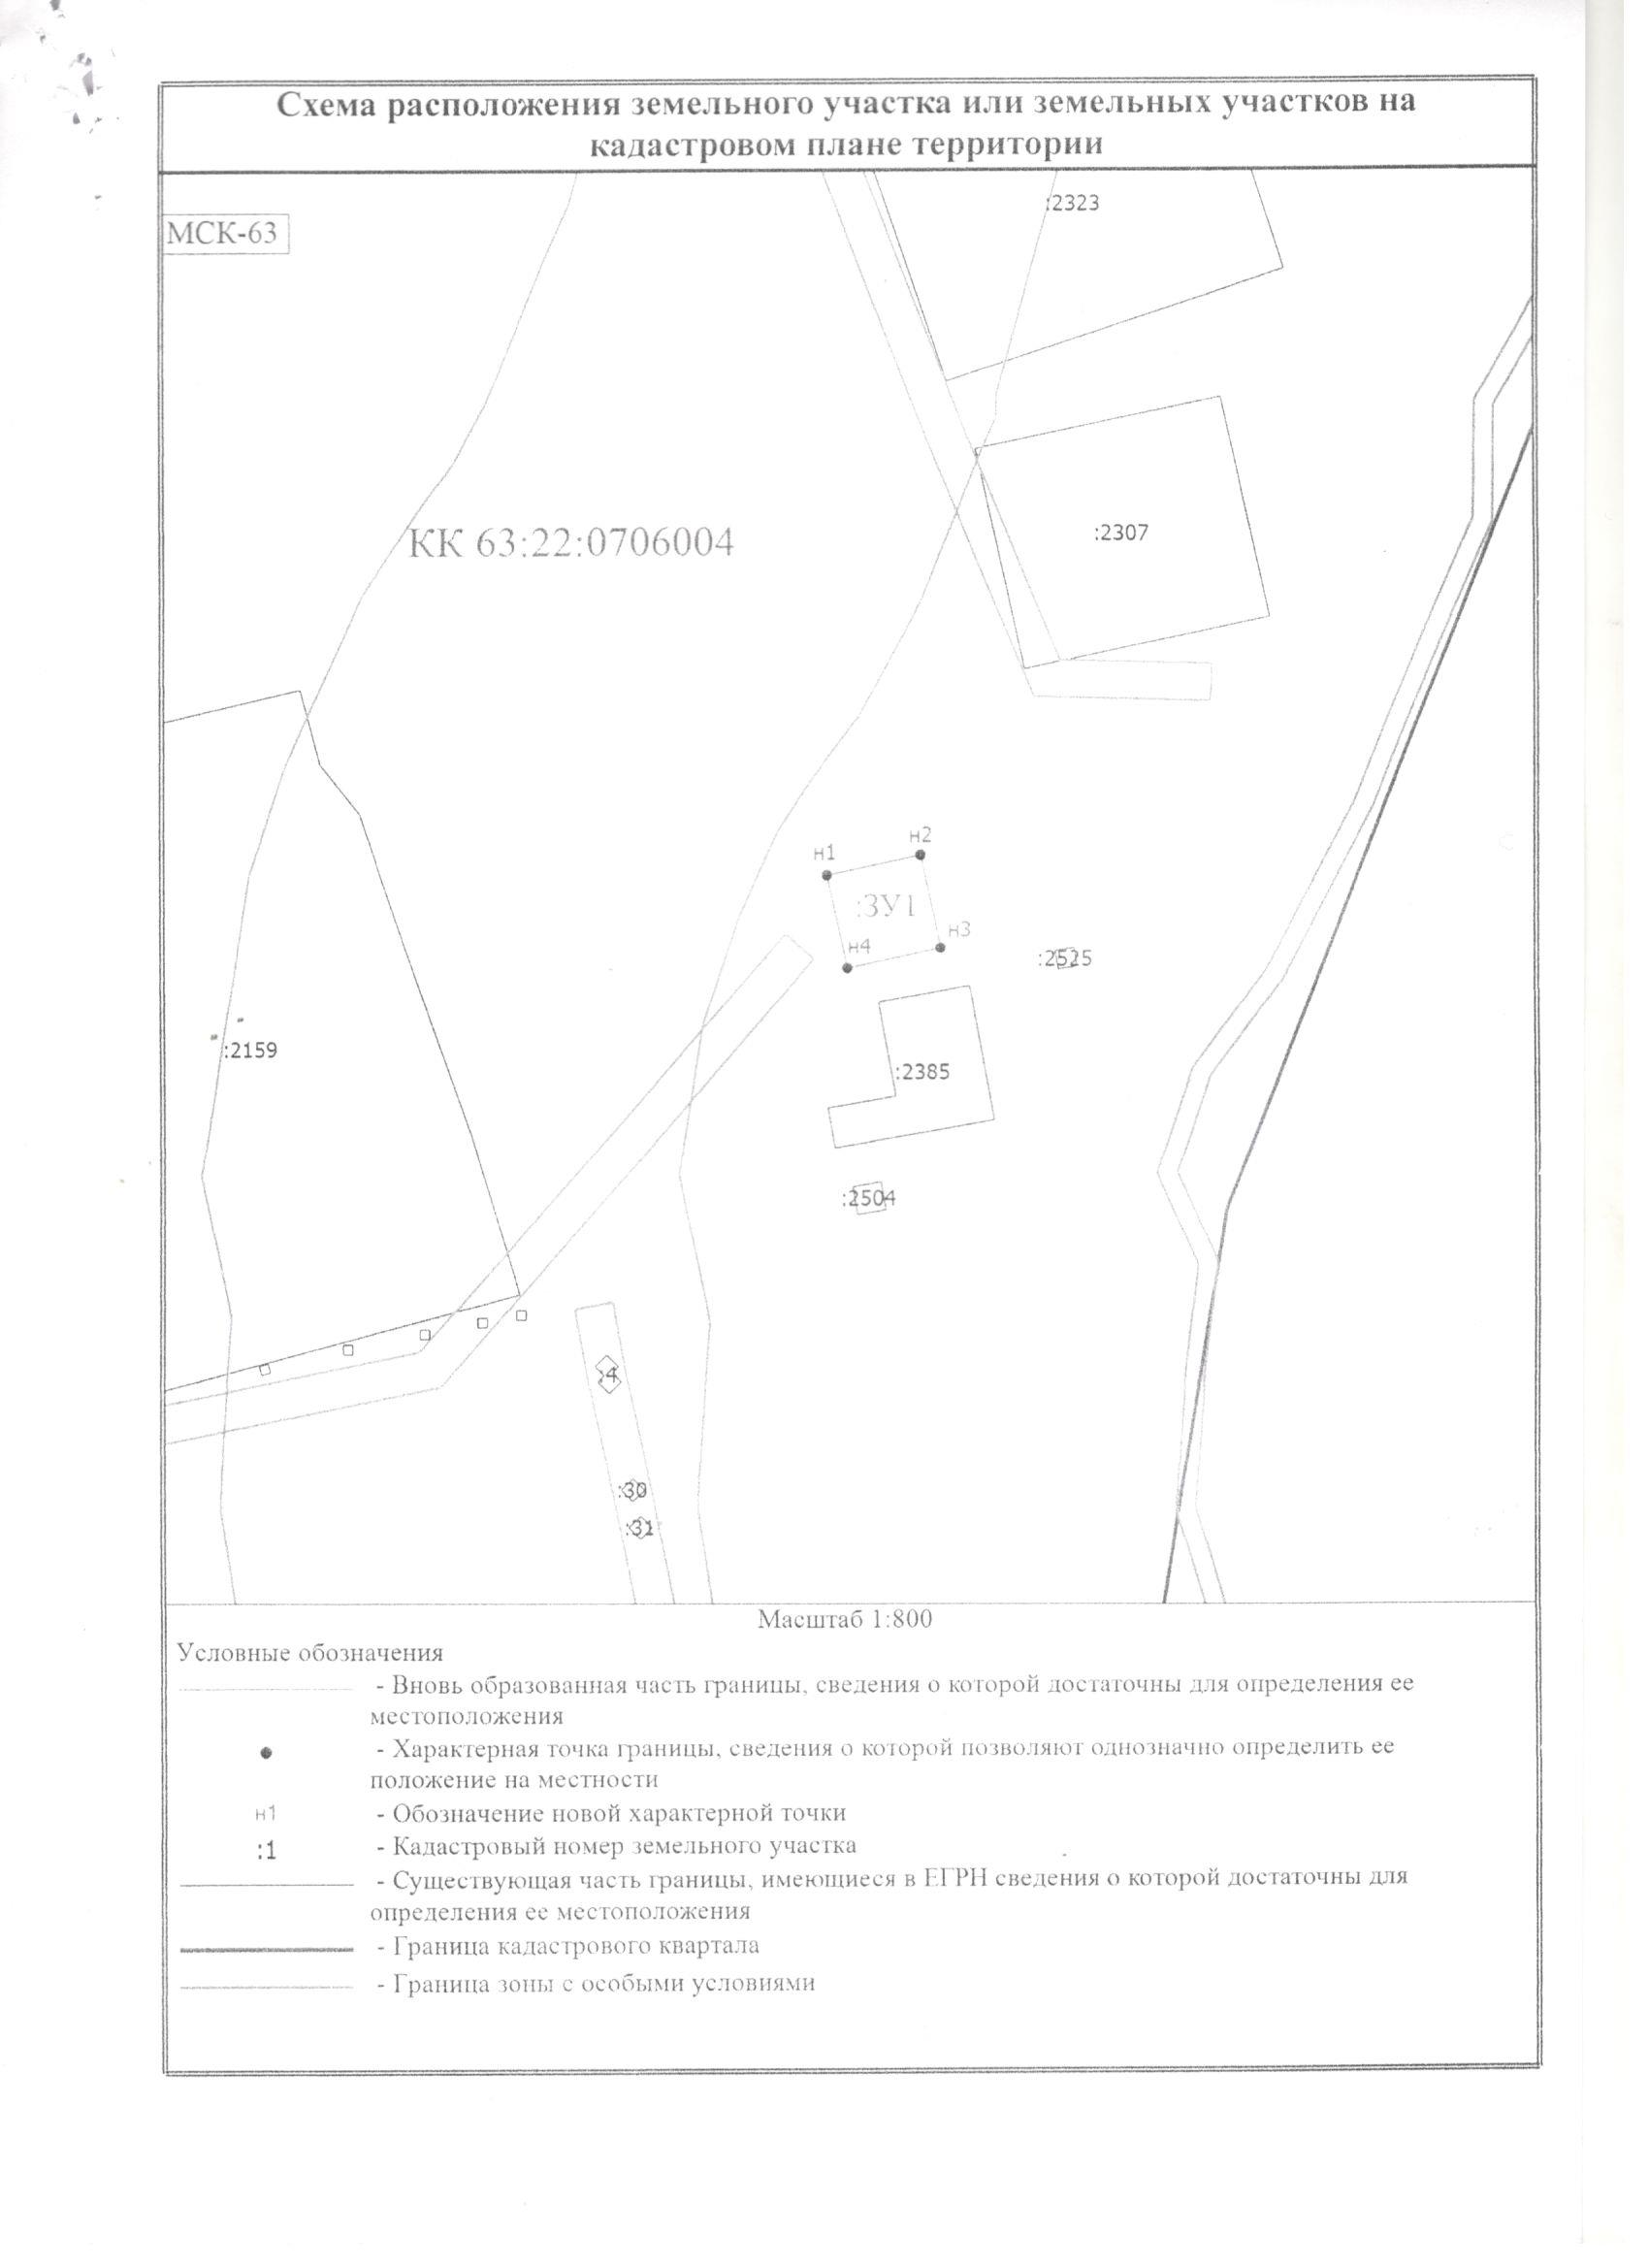 Схема расположения земельного участка или земельных участков на
кадастровом плане территории
МСК-63
:2323
КК 63:22:0706004
:2307
н2
н1
:ЗУ1
н3
н4
:2525
:2159
:2385
:2504
:4
:30
:31
Масштаб 1:800
Условные обозначения
- Вновь образованная часть границы, сведения о которой достаточны для определения ее
местоположения
- Характерная точка границы, сведения о которой позволяют однозначно определить ее
положение на местности
н1 - Обозначение новой характерной точки
:1 - Кадастровый номер земельного участка
- Существующая часть границы, имеющиеся в ЕГРН сведения о которой достаточны для
определения ее местоположения
- Граница кадастрового квартала
- Граница зоны с особыми условиями